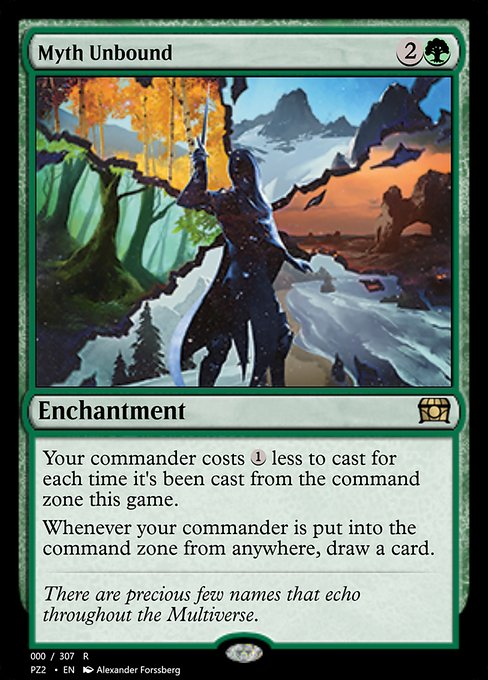 Myth Unbound 2
Enchantment
Your commander costs 1 less to cast for
each time it's been cast from the command
zone this game.
Whenever your commander is put into the
command zone from anywhere, draw a card.
There are precious few names that echo
throughout the Multiverse.
000 / 307 R
PZ2 • EN Alexander Forssberg